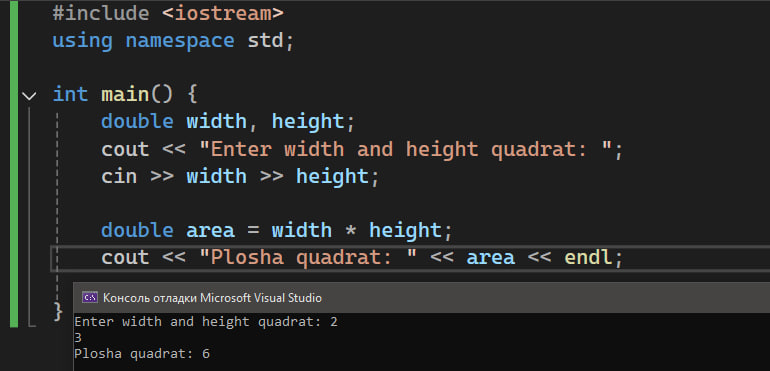 #include <iostream>
using namespace std;
int main() {
double width, height;
cout << "Enter width and height quadrat: ";
cin >> width >> height;
double area = width * height;
cout << "Plosha quadrat: " << area << endl;
}
Консоль отладки Microsoft Visual Studio
Enter width and height quadrat: 2
3
Plosha quadrat: 6